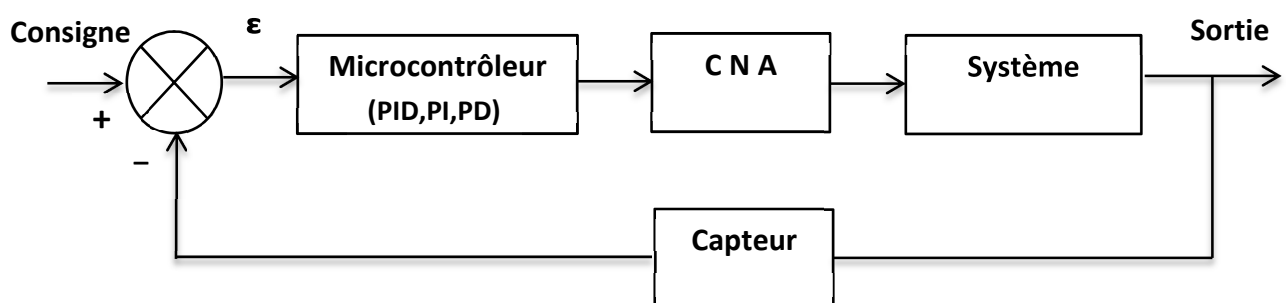 Consigne
ε
Microcontrôleur
(PID,PI,PD)
C N A
Système
Sortie
+
−
Capteur